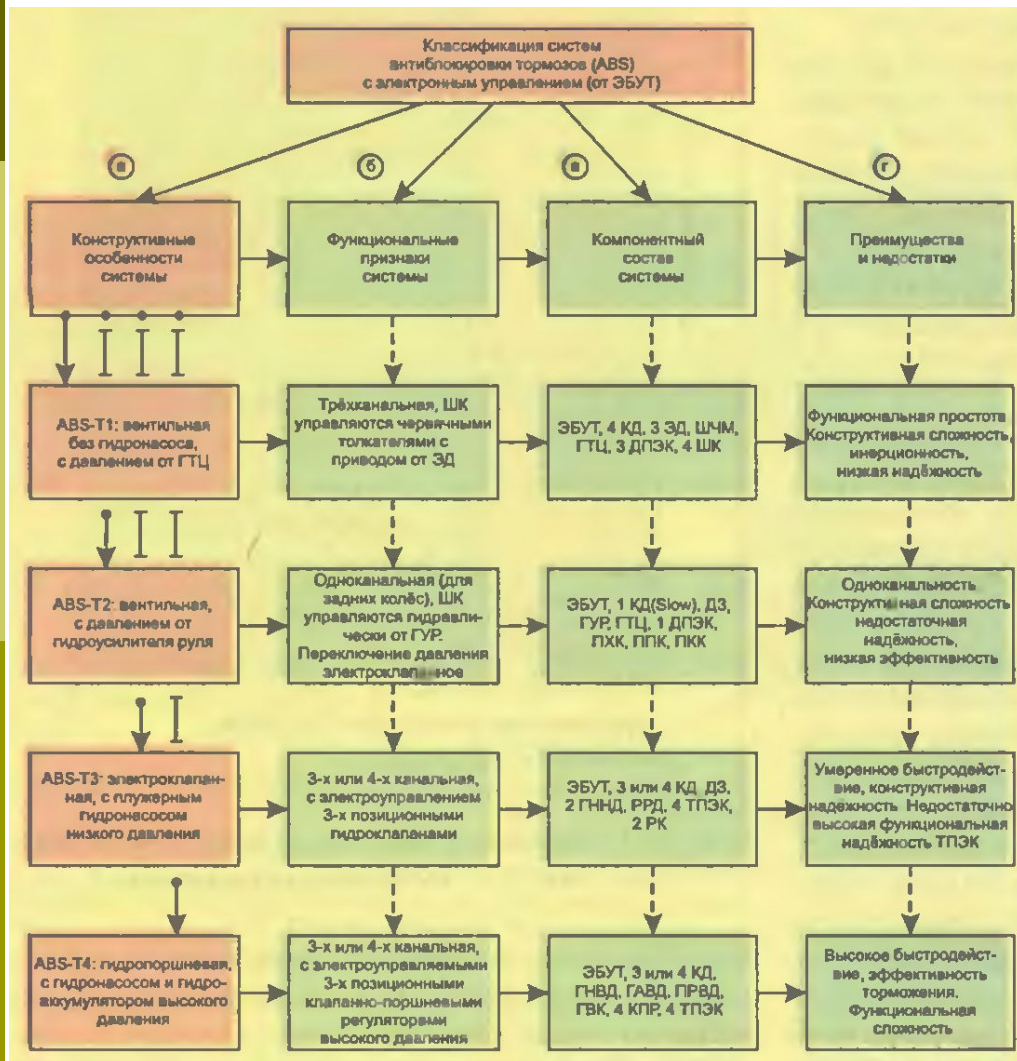 Классификация систем
антиблокировки тормозов (ABS)
с электронным управлением (от ЭБУТ)
а
б
в
г
Конструктивные
особенности
системы
Функциональные
признаки
системы
Компонентный
состав
системы
Преимущества
и недостатки
ABS-T1: вентильная
без гидронасоса,
с давлением от ГТЦ
Трёхканальная, ШК
управляются червячными
толкателями с
приводом от ЭД
ЭБУТ, 4 КД, 3 ЭД, ШЧМ,
ГТЦ, 3 ДПЭК, 4 ШК
Функциональная простота
Конструктивная сложность,
инерционность,
низкая надёжность
ABS-T2: вентильная,
с давлением от
гидроусилителя руля
Одноканальная (для
задних колёс), ШК
управляются гидравли-
чески от ГУР.
Переключение давления
электроклапанное
ЭБУТ, 1 КД(Slow), ДЗ,
ГУР, ГТЦ, 1 ДПЭК,
ПХК, ППК, ПКК
Одноканальность
Конструктивная сложность
недостаточная
надёжность,
низкая эффективность
ABS-T3: электроклапан-
ная, с плужерным
гидронасосом
низкого давления
3-х или 4-х канальная,
с электроуправлением
3-х позиционными
гидроклапанами
ЭБУТ, 3 или 4 КД ДЗ,
2 ГННД, РРД, 4 ТПЭК,
2 РК
Умеренное быстродейст-
вие, конструктивная
надёжность Недостаточно
высокая функциональная
надёжность ТПЭК
ABS-T4: гидропоршневая,
с гидронасосом и гидро-
аккумулятором высокого
давления
3-х или 4-х канальная,
с электроуправляемыми
3-х позиционными
клапанно-поршневыми
регуляторами
высокого давления
ЭБУТ, 3 или 4 КД,
ГНВД, ГАВД, ПРВД,
ГВК, 4 КПР, 4 ТПЭК
Высокое быстродейст-
вие, эффективность
торможения.
Функциональная
сложность